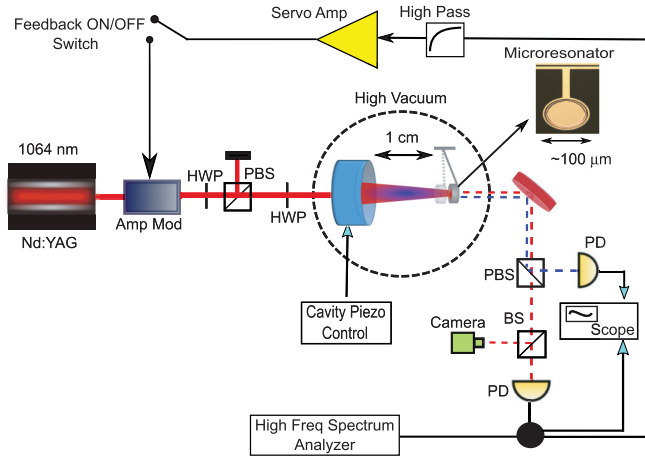 Feedback ON/OFF
Switch
Servo Amp
High Pass
Microresonator
~100 μm
High Vacuum
1 cm
1064 nm
Nd:YAG
Amp Mod
HWP
PBS
HWP
Cavity Piezo
Control
PBS
PD
Scope
BS
Camera
PD
High Freq Spectrum
Analyzer